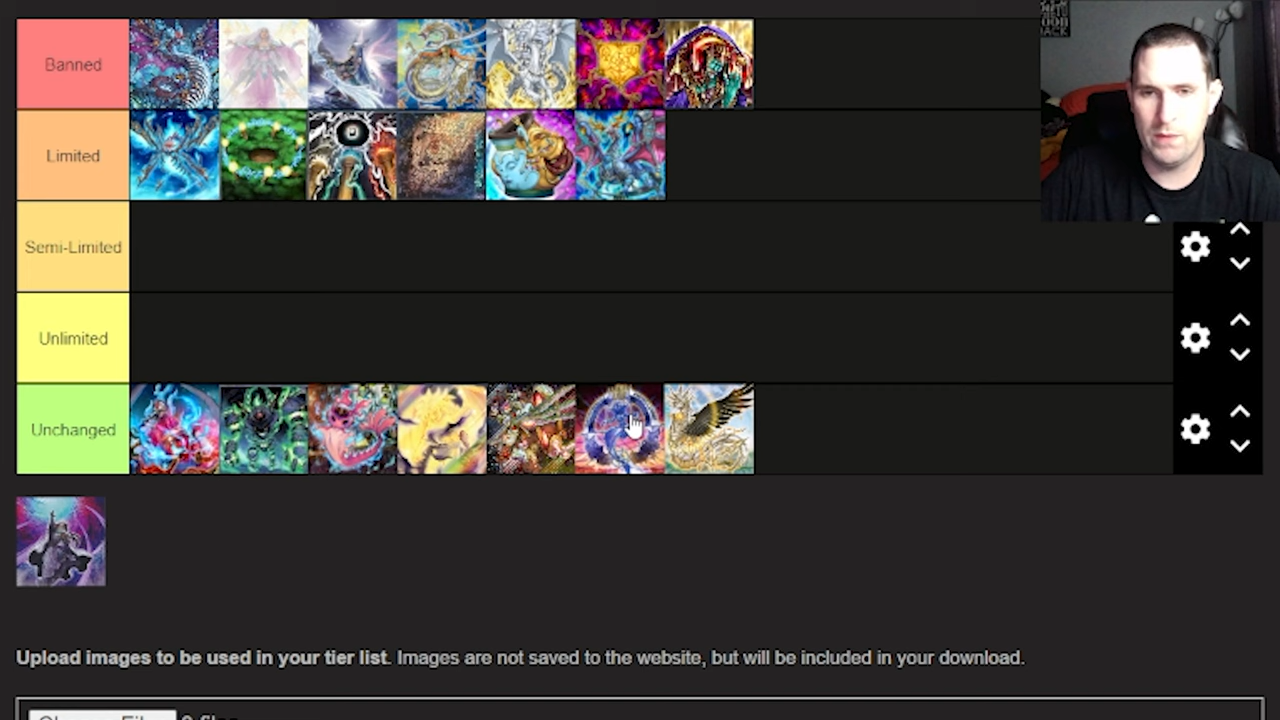 Banned
Limited
Semi-Limited
Unlimited
Unchanged
Upload images to be used in your tier list. Images are not saved to the website, but will be included in your download.